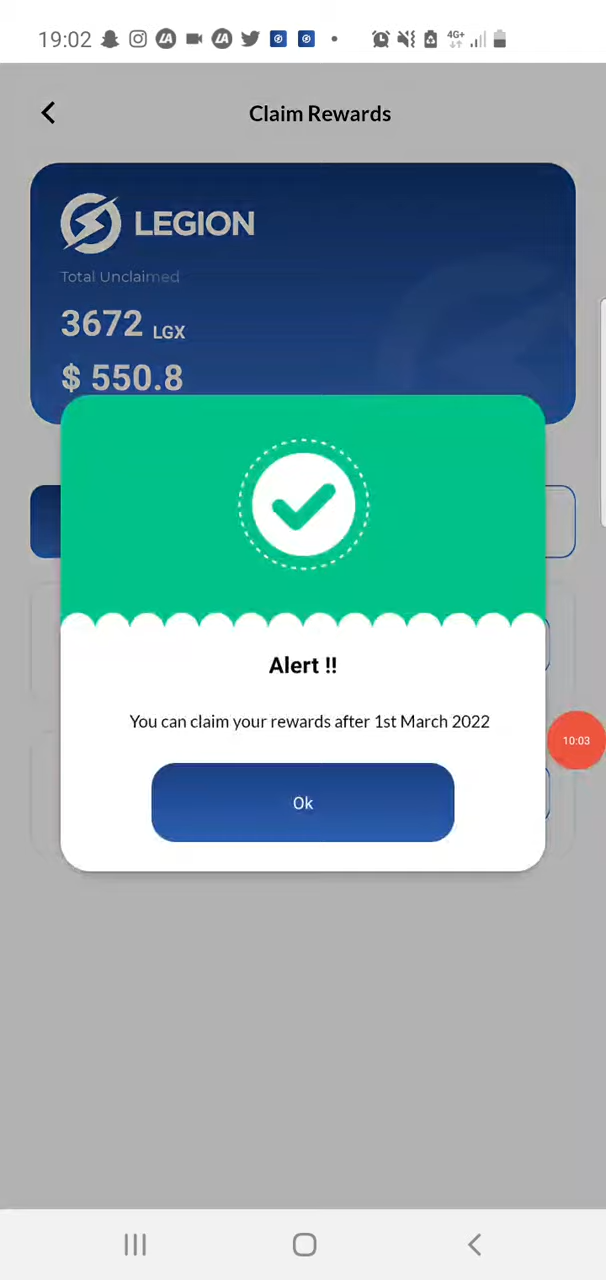 19:02
4G+
Claim Rewards
LEGION
Total Unclaimed
3672 LGX
$ 550.8
Alert !!
You can claim your rewards after 1st March 2022
10:03
Ok